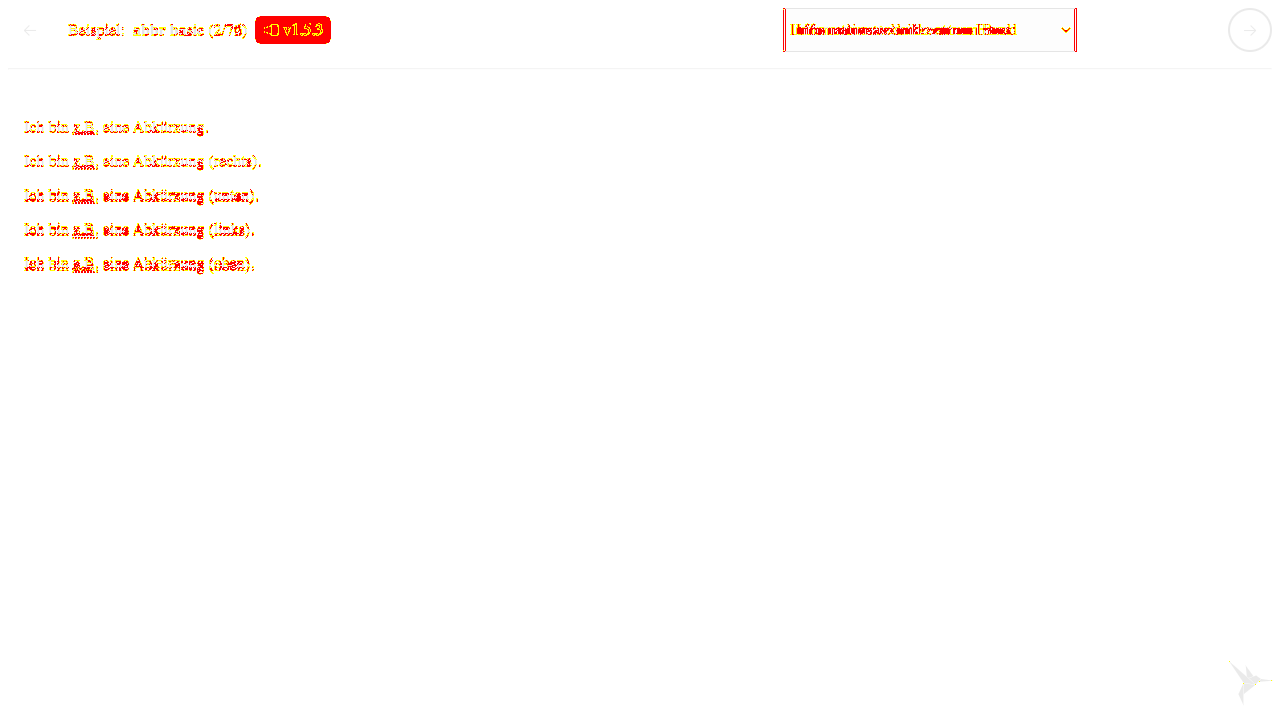 Beispiel: abbr basic (2/76) v1.5.3
Ich bin z.B. eine Abkürzung.
Ich bin z.B. eine Abkürzung (rechts).
Ich bin z.B. eine Abkürzung (unten).
Ich bin z.B. eine Abkürzung (links).
Ich bin z.B. eine Abkürzung (oben).